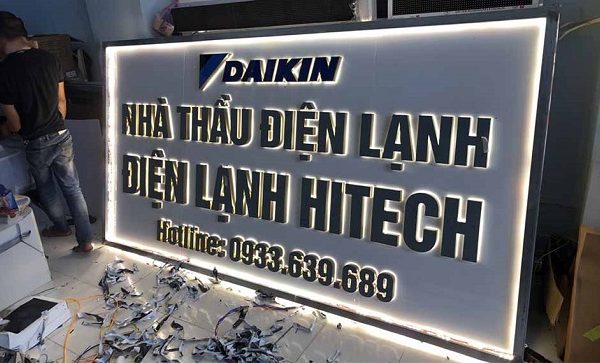 DAIKIN
NHÀ THẦU ĐIỆN LẠNH
ĐIỆN LẠNH HITECH
Hotline: 0933.639.689